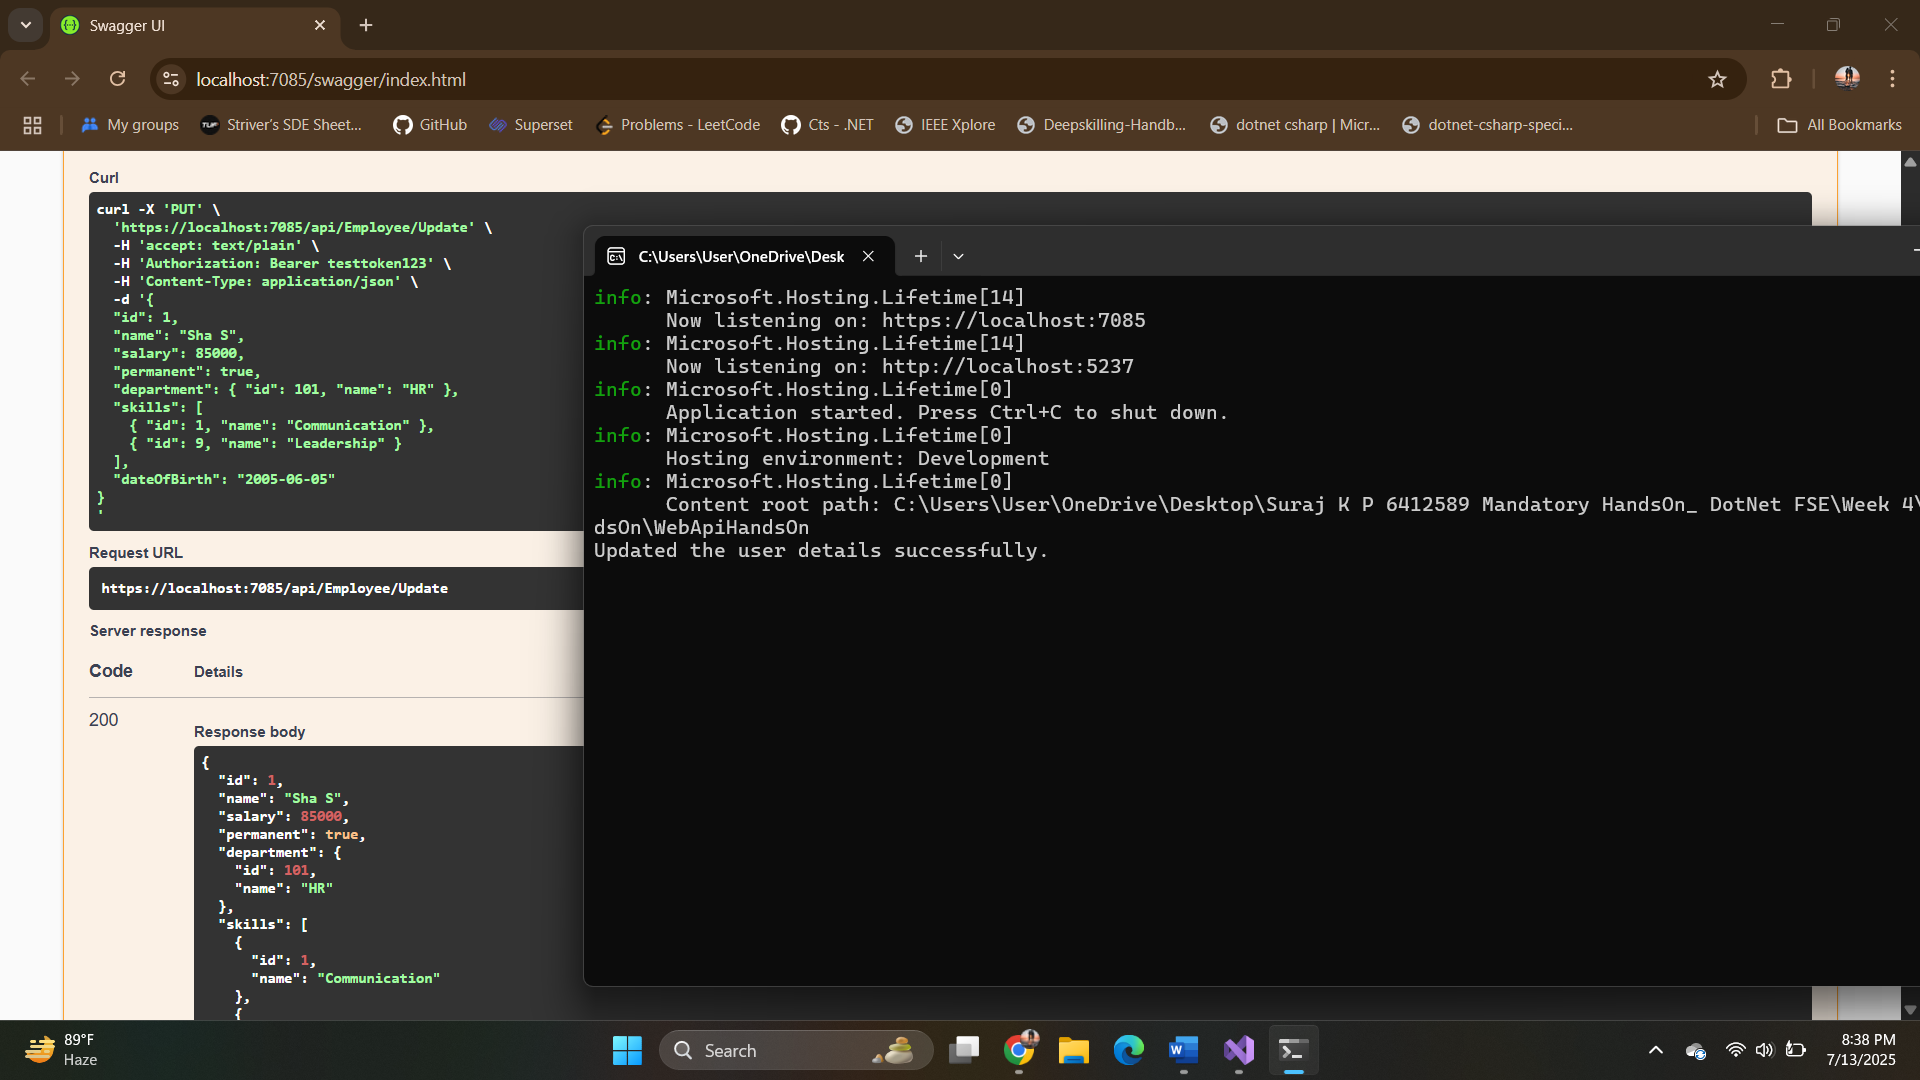 Swagger UI
localhost:7085/swagger/index.html
My groups
Striver's SDE Sheet...
GitHub
Superset
Problems - LeetCode
Cts - .NET
IEEE Xplore
Deepskilling-Handb...
dotnet csharp | Micr...
dotnet-csharp-speci...
All Bookmarks
Curl
curl -X 'PUT' \
'https://localhost:7085/api/Employee/Update' \
-H 'accept: text/plain' \
-H 'Authorization: Bearer testtoken123' \
-H 'Content-Type: application/json' \
-d '{
"id": 1,
"name": "Sha S",
"salary": 85000,
"permanent": true,
"department": { "id": 101, "name": "HR" },
"skills": [
{ "id": 1, "name": "Communication" },
{ "id": 9, "name": "Leadership" }
],
"dateOfBirth": "2005-06-05"
}
'
Request URL
https://localhost:7085/api/Employee/Update
Server response
Code
Details
200
Response body
{
"id": 1,
"name": "Sha S",
"salary": 85000,
"permanent": true,
"department": {
"id": 101,
"name": "HR"
},
"skills": [
{
"id": 1,
"name": "Communication"
},
{
C:\Users\User\OneDrive\Desk
info: Microsoft.Hosting.Lifetime[14]
Now listening on: https://localhost:7085
info: Microsoft.Hosting.Lifetime[14]
Now listening on: http://localhost:5237
info: Microsoft.Hosting.Lifetime[0]
Application started. Press Ctrl+C to shut down.
info: Microsoft.Hosting.Lifetime[0]
Hosting environment: Development
info: Microsoft.Hosting.Lifetime[0]
Content root path: C:\Users\User\OneDrive\Desktop\Suraj K P 6412589 Mandatory HandsOn_ DotNet FSE\Week 4\
dsOn\WebApiHandsOn
Updated the user details successfully.
89°F
Haze
Search
8:38 PM
7/13/2025